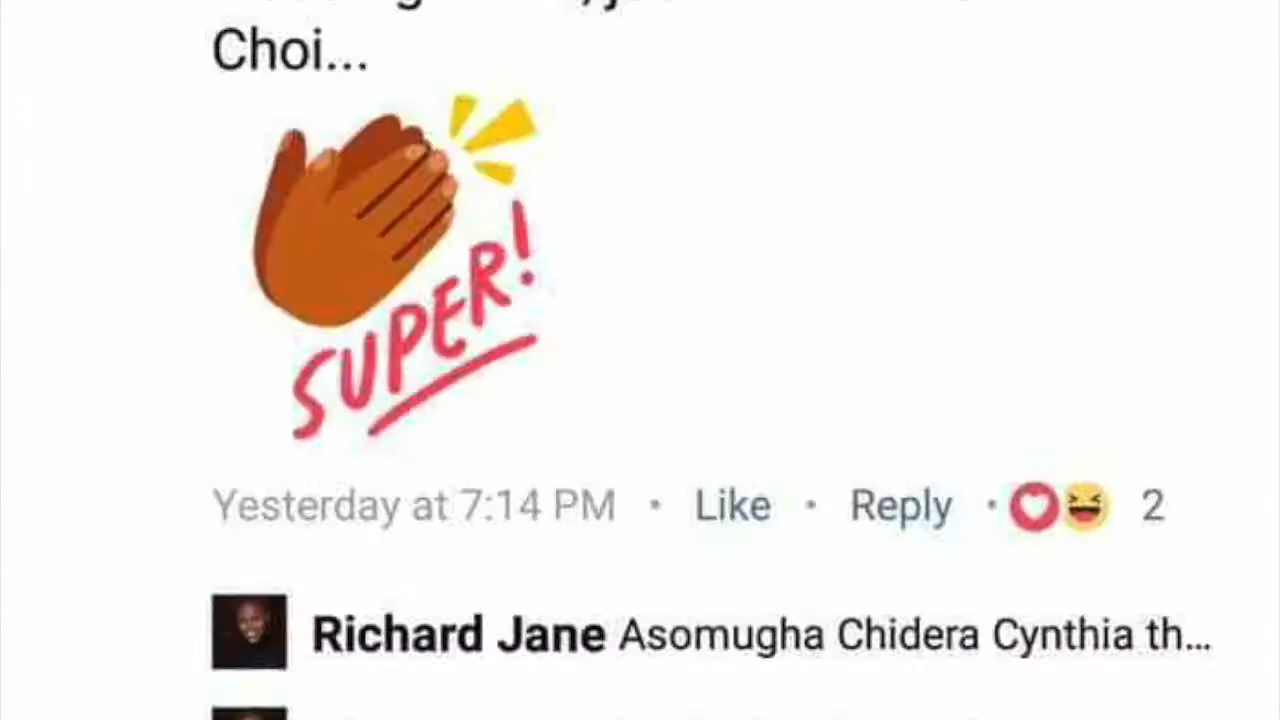 Choi...
SUPER!
Yesterday at 7:14 PM · Like · Reply · 2
Richard Jane Asomugha Chidera Cynthia th...